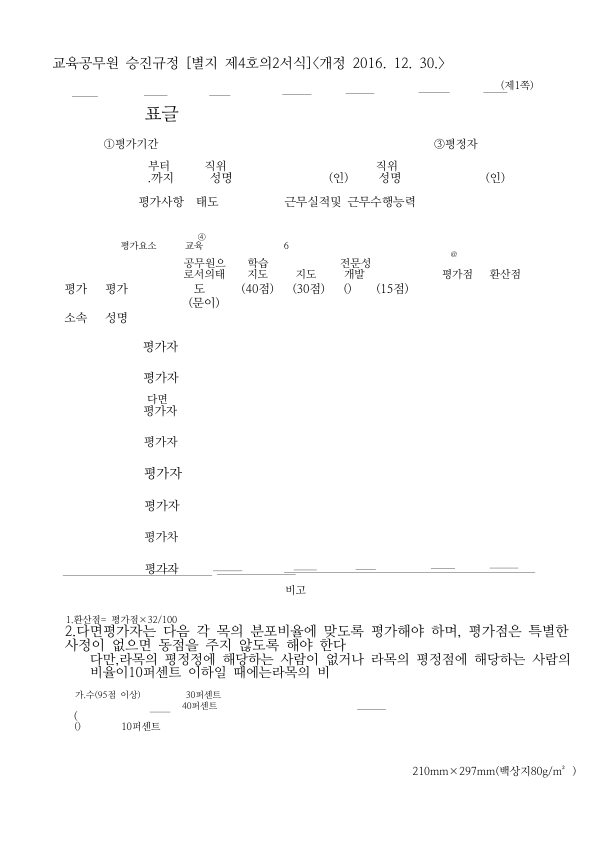 교육공무원 승진규정 [별지 제4호의2서식]<개정 2016. 12. 30.>
(제1쪽)
표글
①평가기간 ③평정자
부터 직위 직위
.까지 성명 (인) 성명 (인)
평가사항 태도 근무실적및 근무수행능력
④
평가요소 교육 6
@
공무원으 학습 전문성
로서의태 지도 지도 개발 평가점 환산점
평가 평가 도 (40점) (30점) () (15점)
(문이)
소속 성명
평가자
평가자
다면
평가자
평가자
평가자
평가자
평가차
평가자
비고
1.환산점= 평가점×32/100
2.다면평가자는 다음 각 목의 분포비율에 맞도록 평가해야 하며, 평가점은 특별한
사정이 없으면 동점을 주지 않도록 해야 한다
다만,라목의 평정정에 해당하는 사람이 없거나 라목의 평정점에 해당하는 사람의
비율이10퍼센트 이하일 때에는라목의 비
가.수(95점 이상) 30퍼센트
40퍼센트
(
() 10퍼센트
210mm×297mm(백상지80g/㎡ )